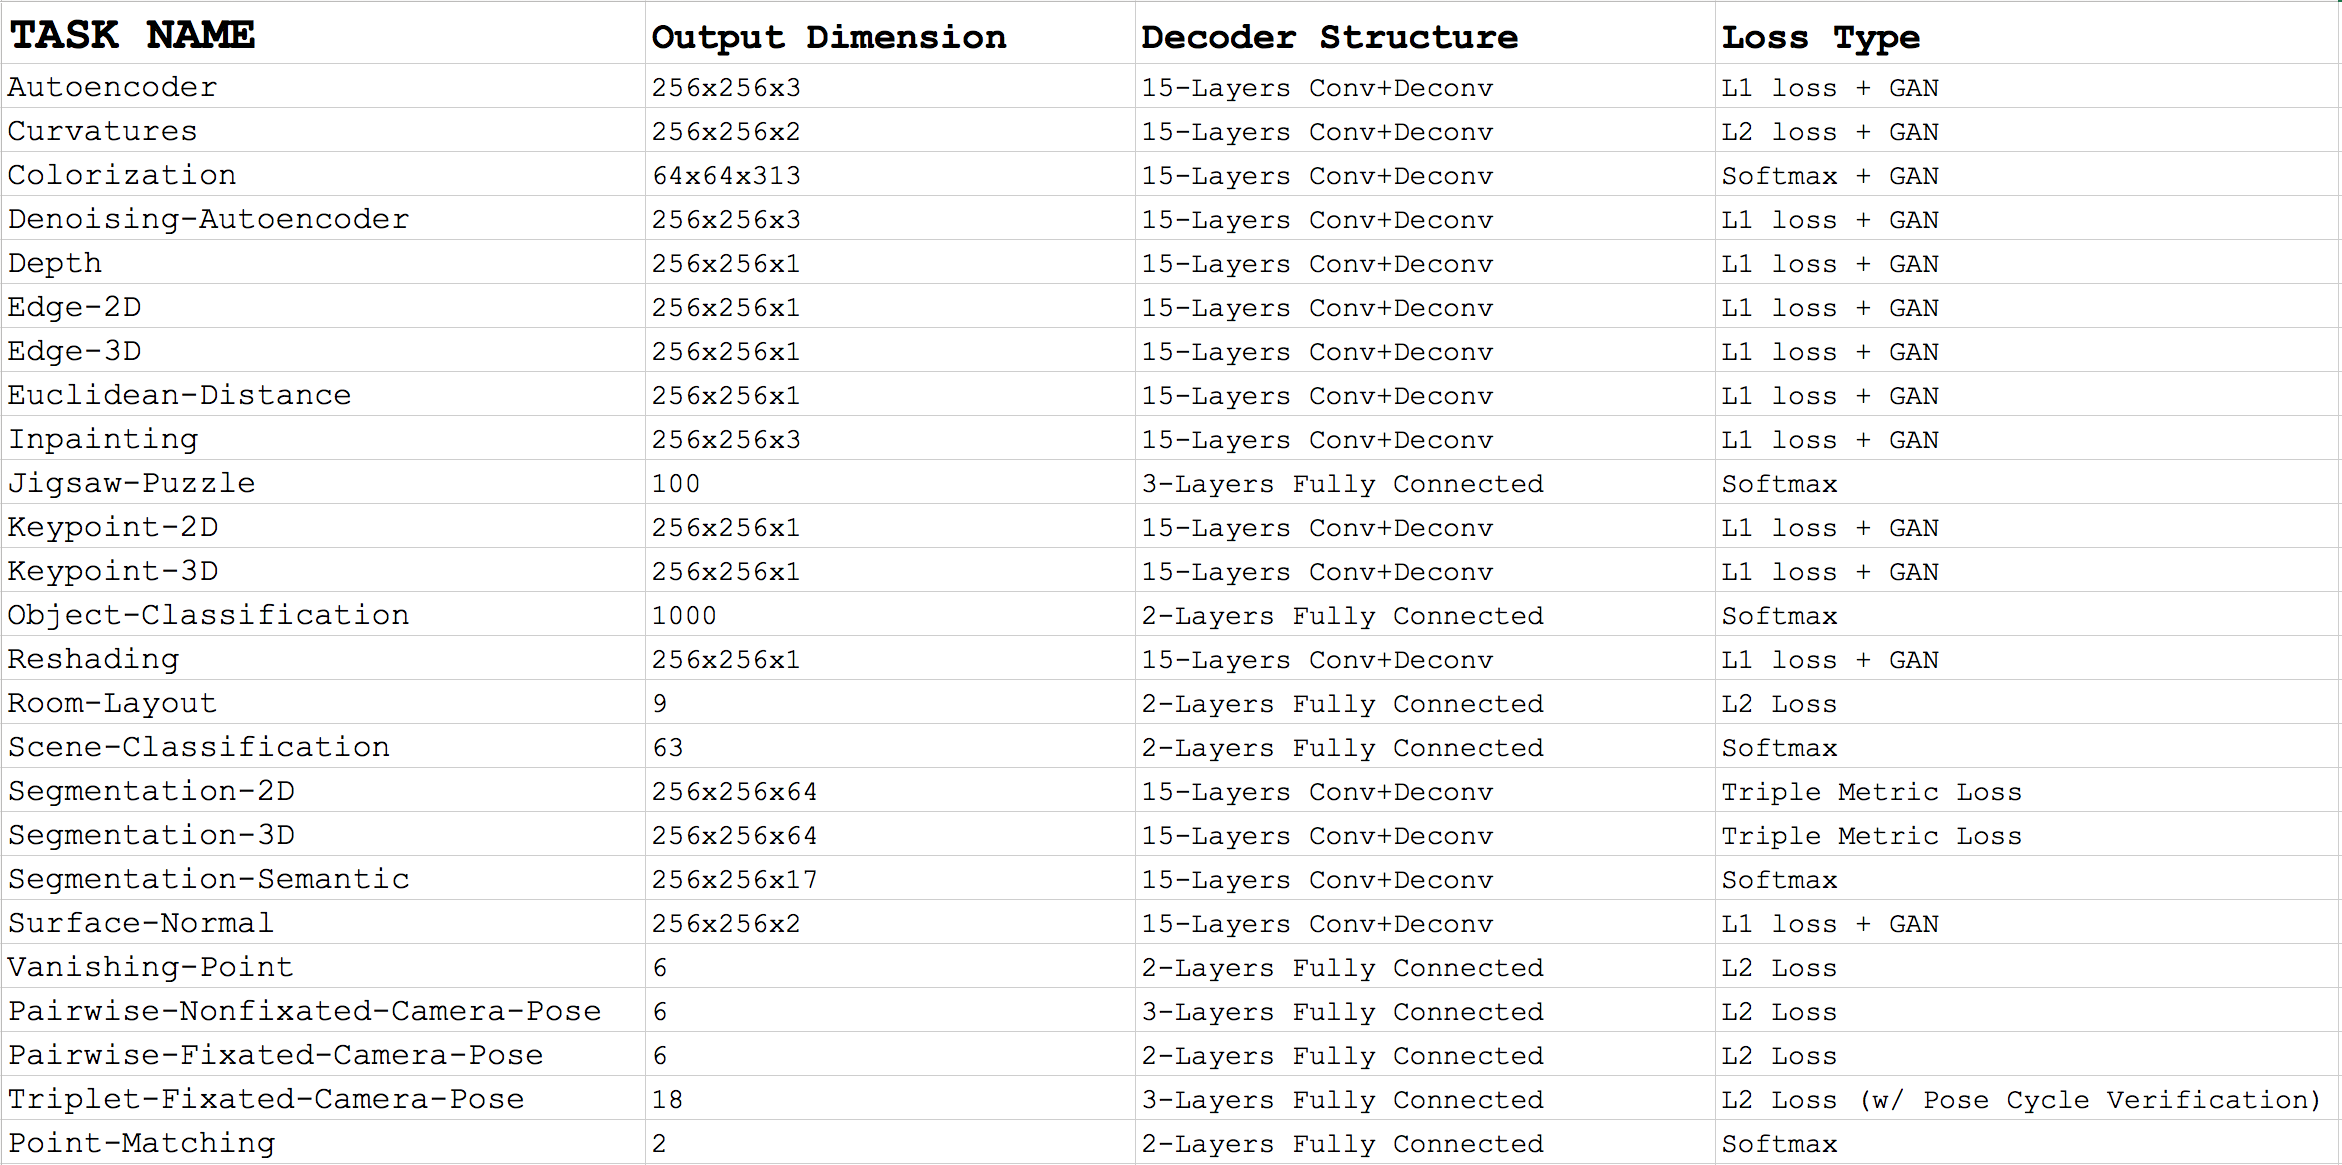 TASK NAME Output Dimension Decoder Structure Loss Type
Autoencoder 256x256x3 15-Layers Conv+Deconv L1 loss + GAN
Curvatures 256x256x2 15-Layers Conv+Deconv L2 loss + GAN
Colorization 64x64x313 15-Layers Conv+Deconv Softmax + GAN
Denoising-Autoencoder 256x256x3 15-Layers Conv+Deconv L1 loss + GAN
Depth 256x256x1 15-Layers Conv+Deconv L1 loss + GAN
Edge-2D 256x256x1 15-Layers Conv+Deconv L1 loss + GAN
Edge-3D 256x256x1 15-Layers Conv+Deconv L1 loss + GAN
Euclidean-Distance 256x256x1 15-Layers Conv+Deconv L1 loss + GAN
Inpainting 256x256x3 15-Layers Conv+Deconv L1 loss + GAN
Jigsaw-Puzzle 100 3-Layers Fully Connected Softmax
Keypoint-2D 256x256x1 15-Layers Conv+Deconv L1 loss + GAN
Keypoint-3D 256x256x1 15-Layers Conv+Deconv L1 loss + GAN
Object-Classification 1000 2-Layers Fully Connected Softmax
Reshading 256x256x1 15-Layers Conv+Deconv L1 loss + GAN
Room-Layout 9 2-Layers Fully Connected L2 Loss
Scene-Classification 63 2-Layers Fully Connected Softmax
Segmentation-2D 256x256x64 15-Layers Conv+Deconv Triple Metric Loss
Segmentation-3D 256x256x64 15-Layers Conv+Deconv Triple Metric Loss
Segmentation-Semantic 256x256x17 15-Layers Conv+Deconv Softmax
Surface-Normal 256x256x2 15-Layers Conv+Deconv L1 loss + GAN
Vanishing-Point 6 2-Layers Fully Connected L2 Loss
Pairwise-Nonfixated-Camera-Pose 6 3-Layers Fully Connected L2 Loss
Pairwise-Fixated-Camera-Pose 6 2-Layers Fully Connected L2 Loss
Triplet-Fixated-Camera-Pose 18 3-Layers Fully Connected L2 Loss (w/ Pose Cycle Verification)
Point-Matching 2 2-Layers Fully Connected Softmax